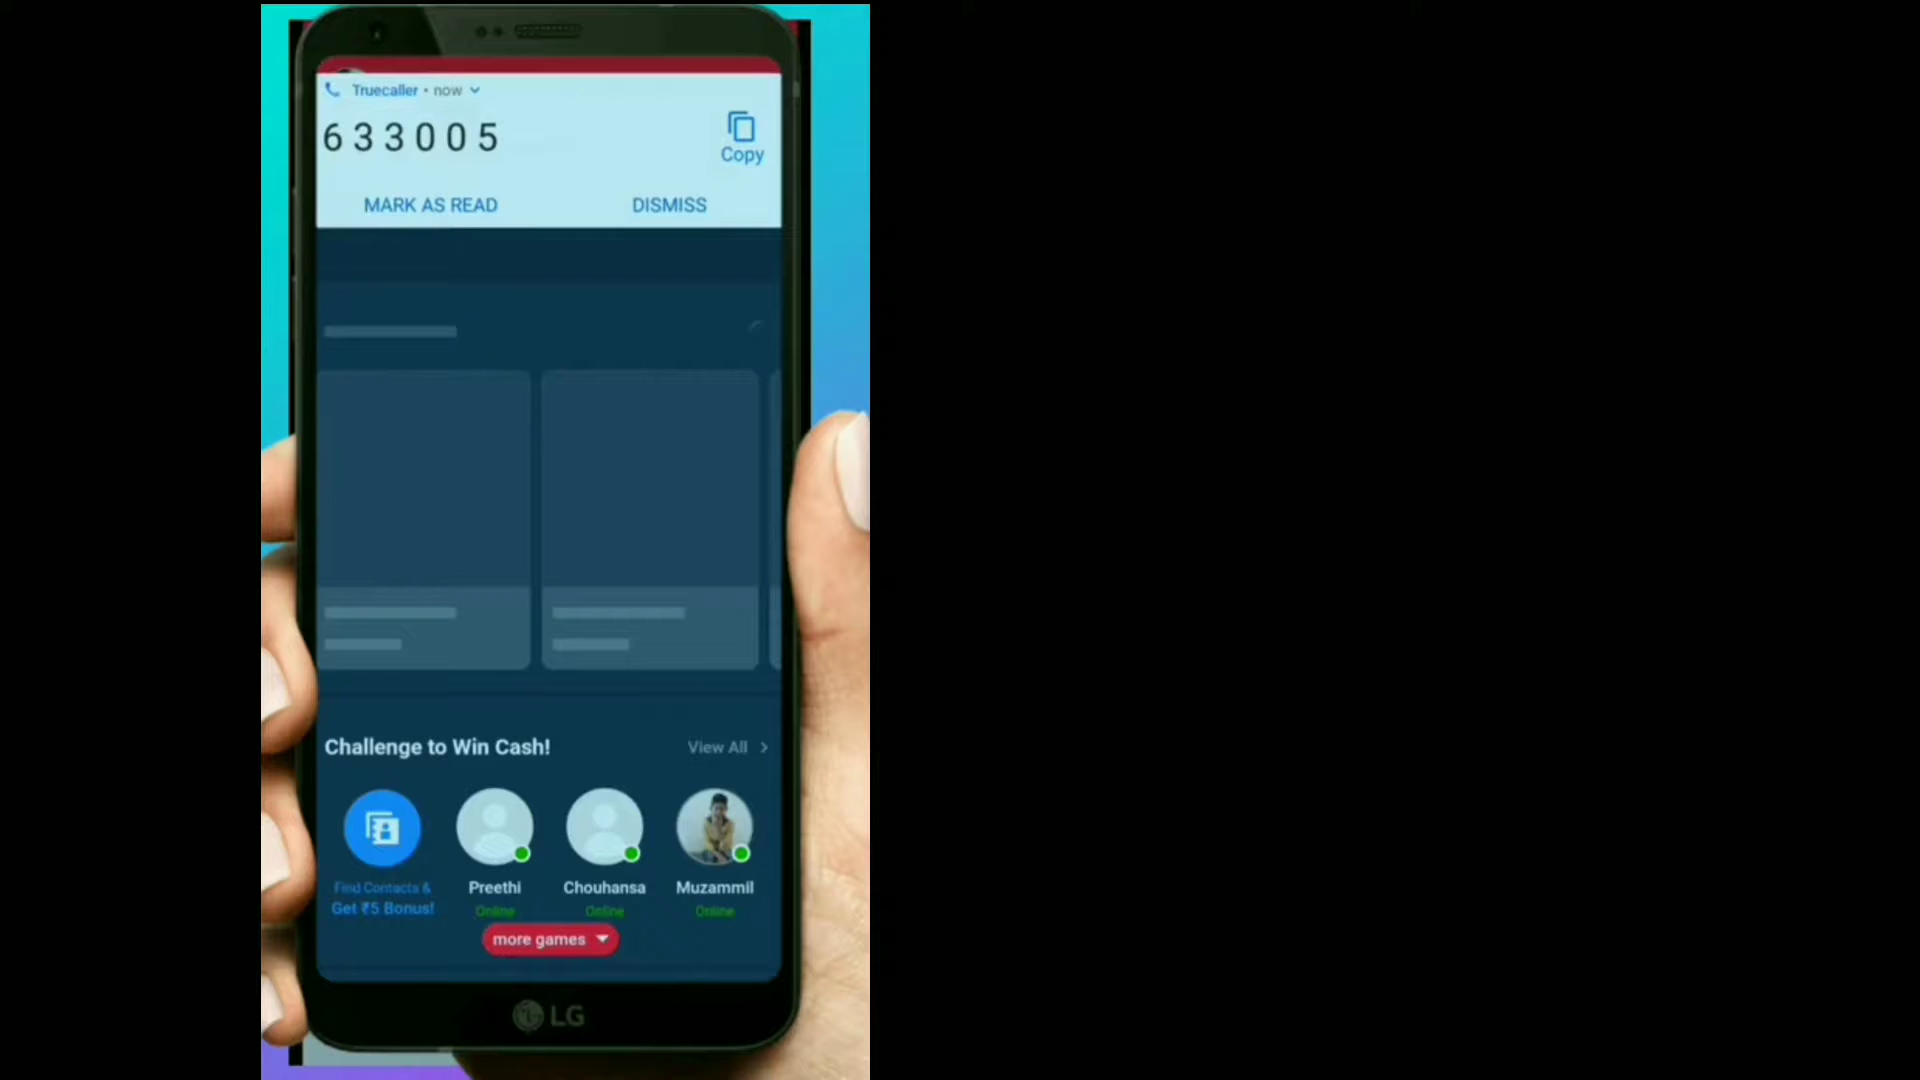 Truecaller • now
633005
Copy
MARK AS READ
DISMISS
Challenge to Win Cash!
View All
Find Contacts &
Get ₹5 Bonus!
Preethi
Online
Chouhansa
Online
Muzammil
Online
more games
LG